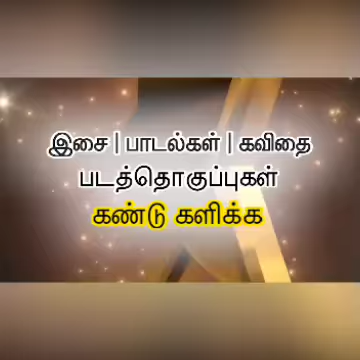 இசை | பாடல்கள் | கவிதை
படத்தொகுப்புகள்
கண்டு களிக்க